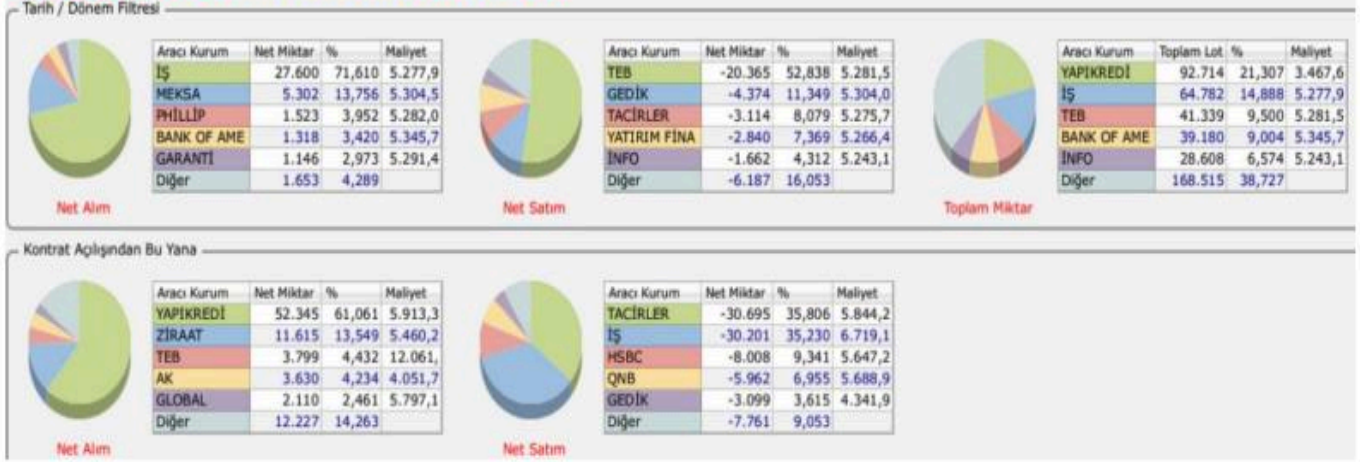 Tarih / Dönem Filtresi
Aracı Kurum Net Miktar % Maliyet
İŞ 27.600 71,610 5.277,9
MEKSA 5.302 13,756 5.304,5
PHİLLİP 1.523 3,952 5.282,0
BANK OF AME 1.318 3,420 5.345,7
GARANTİ 1.146 2,973 5.291,4
Diğer 1.653 4,289
Net Alım
Aracı Kurum Net Miktar % Maliyet
TEB -20.365 52,838 5.281,5
GEDİK -4.374 11,349 5.304,0
TACİRLER -3.114 8,079 5.275,7
YATIRIM FİNA -2.840 7,369 5.266,4
İNFO -1.662 4,312 5.243,1
Diğer -6.187 16,053
Net Satım
Aracı Kurum Toplam Lot % Maliyet
YAPIKREDİ 92.714 21,307 3.467,6
İŞ 64.782 14,888 5.277,9
TEB 41.339 9,500 5.281,5
BANK OF AME 39.180 9,004 5.345,7
İNFO 28.608 6,574 5.243,1
Diğer 168.515 38,727
Toplam Miktar
Kontrat Açılışından Bu Yana
Aracı Kurum Net Miktar % Maliyet
YAPIKREDİ 52.345 61,061 5.913,3
ZİRAAT 11.615 13,549 5.460,2
TEB 3.799 4,432 12.061,
AK 3.630 4,234 4.051,7
GLOBAL 2.110 2,461 5.797,1
Diğer 12.227 14,263
Net Alım
Aracı Kurum Net Miktar % Maliyet
TACİRLER -30.695 35,806 5.844,2
İŞ -30.201 35,230 6.719,1
HSBC -8.008 9,341 5.647,2
QNB -5.962 6,955 5.688,9
GEDİK -3.099 3,615 4.341,9
Diğer -7.761 9,053
Net Satım